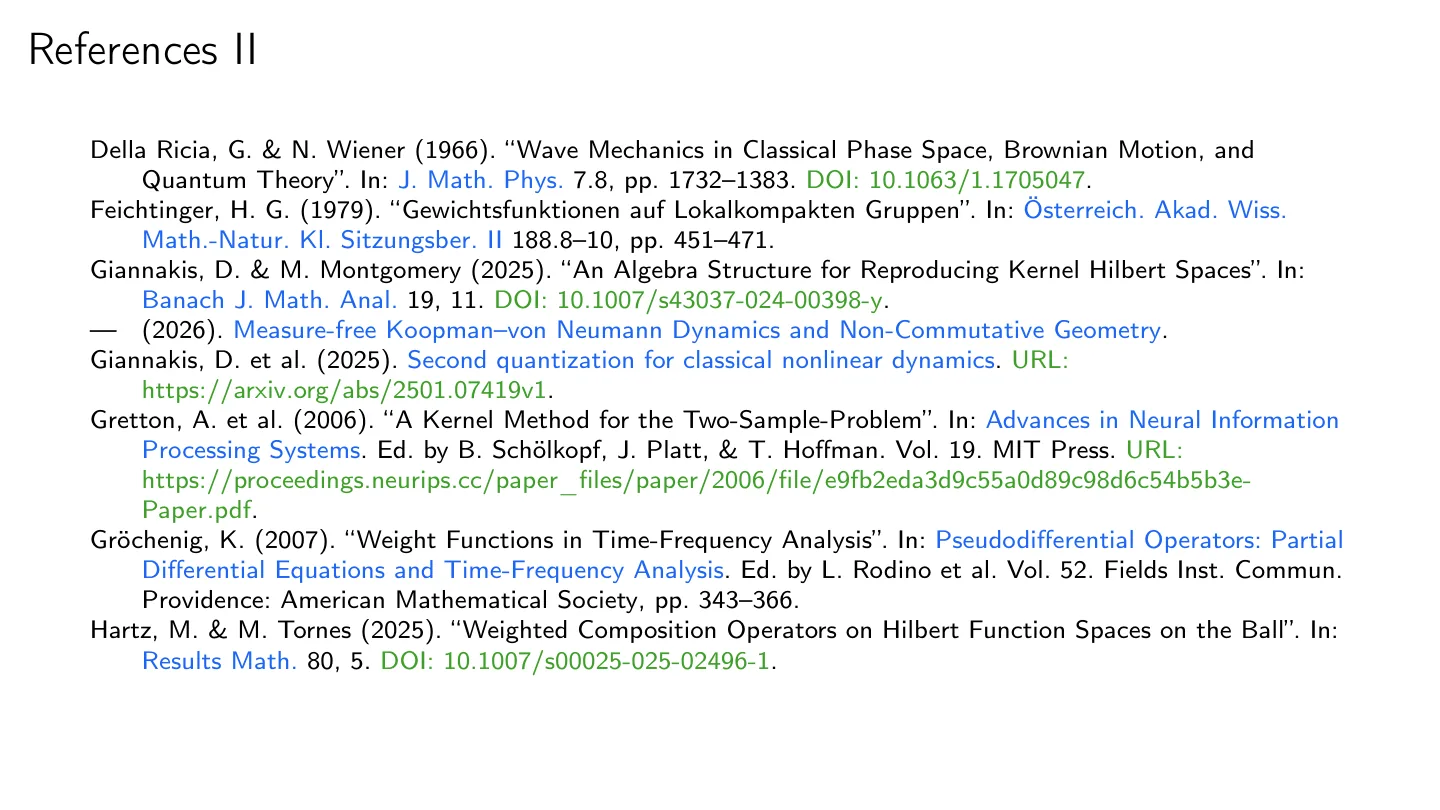 References II
Della Ricia, G. & N. Wiener (1966). “Wave Mechanics in Classical Phase Space, Brownian Motion, and
Quantum Theory”. In: J. Math. Phys. 7.8, pp. 1732–1383. DOI: 10.1063/1.1705047.
Feichtinger, H. G. (1979). “Gewichtsfunktionen auf Lokalkompakten Gruppen”. In: Österreich. Akad. Wiss.
Math.-Natur. Kl. Sitzungsber. II 188.8–10, pp. 451–471.
Giannakis, D. & M. Montgomery (2025). “An Algebra Structure for Reproducing Kernel Hilbert Spaces”. In:
Banach J. Math. Anal. 19, 11. DOI: 10.1007/s43037-024-00398-y.
— (2026). Measure-free Koopman–von Neumann Dynamics and Non-Commutative Geometry.
Giannakis, D. et al. (2025). Second quantization for classical nonlinear dynamics. URL:
https://arxiv.org/abs/2501.07419v1.
Gretton, A. et al. (2006). “A Kernel Method for the Two-Sample-Problem”. In: Advances in Neural Information
Processing Systems. Ed. by B. Schölkopf, J. Platt, & T. Hoffman. Vol. 19. MIT Press. URL:
https://proceedings.neurips.cc/paper_files/paper/2006/file/e9fb2eda3d9c55a0d89c98d6c54b5b3e-
Paper.pdf.
Gröchenig, K. (2007). “Weight Functions in Time-Frequency Analysis”. In: Pseudodifferential Operators: Partial
Differential Equations and Time-Frequency Analysis. Ed. by L. Rodino et al. Vol. 52. Fields Inst. Commun.
Providence: American Mathematical Society, pp. 343–366.
Hartz, M. & M. Tornes (2025). “Weighted Composition Operators on Hilbert Function Spaces on the Ball”. In:
Results Math. 80, 5. DOI: 10.1007/s00025-025-02496-1.